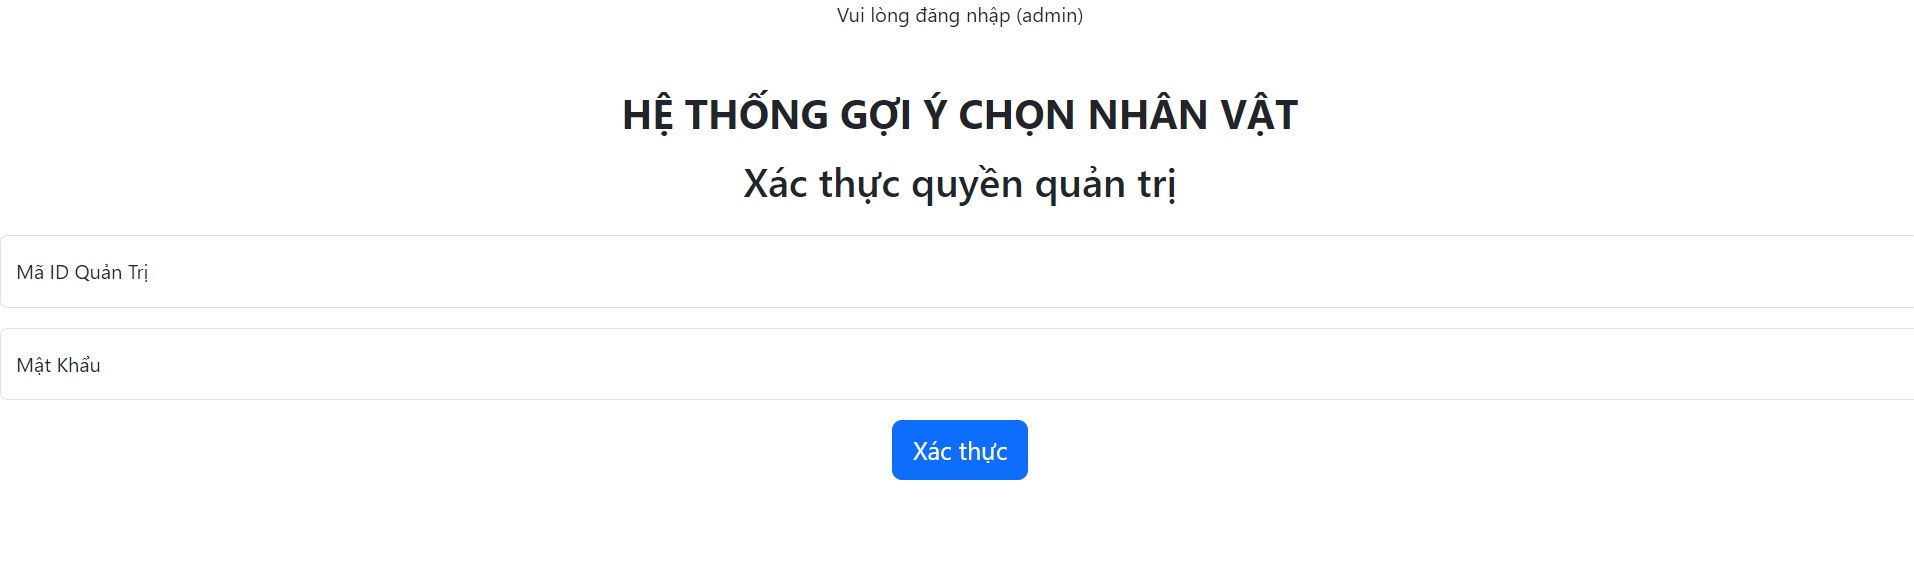 Vui lòng đăng nhập (admin)
HỆ THỐNG GỢI Ý CHỌN NHÂN VẬT
Xác thực quyền quản trị
Mã ID Quản Trị
Mật Khẩu
Xác thực